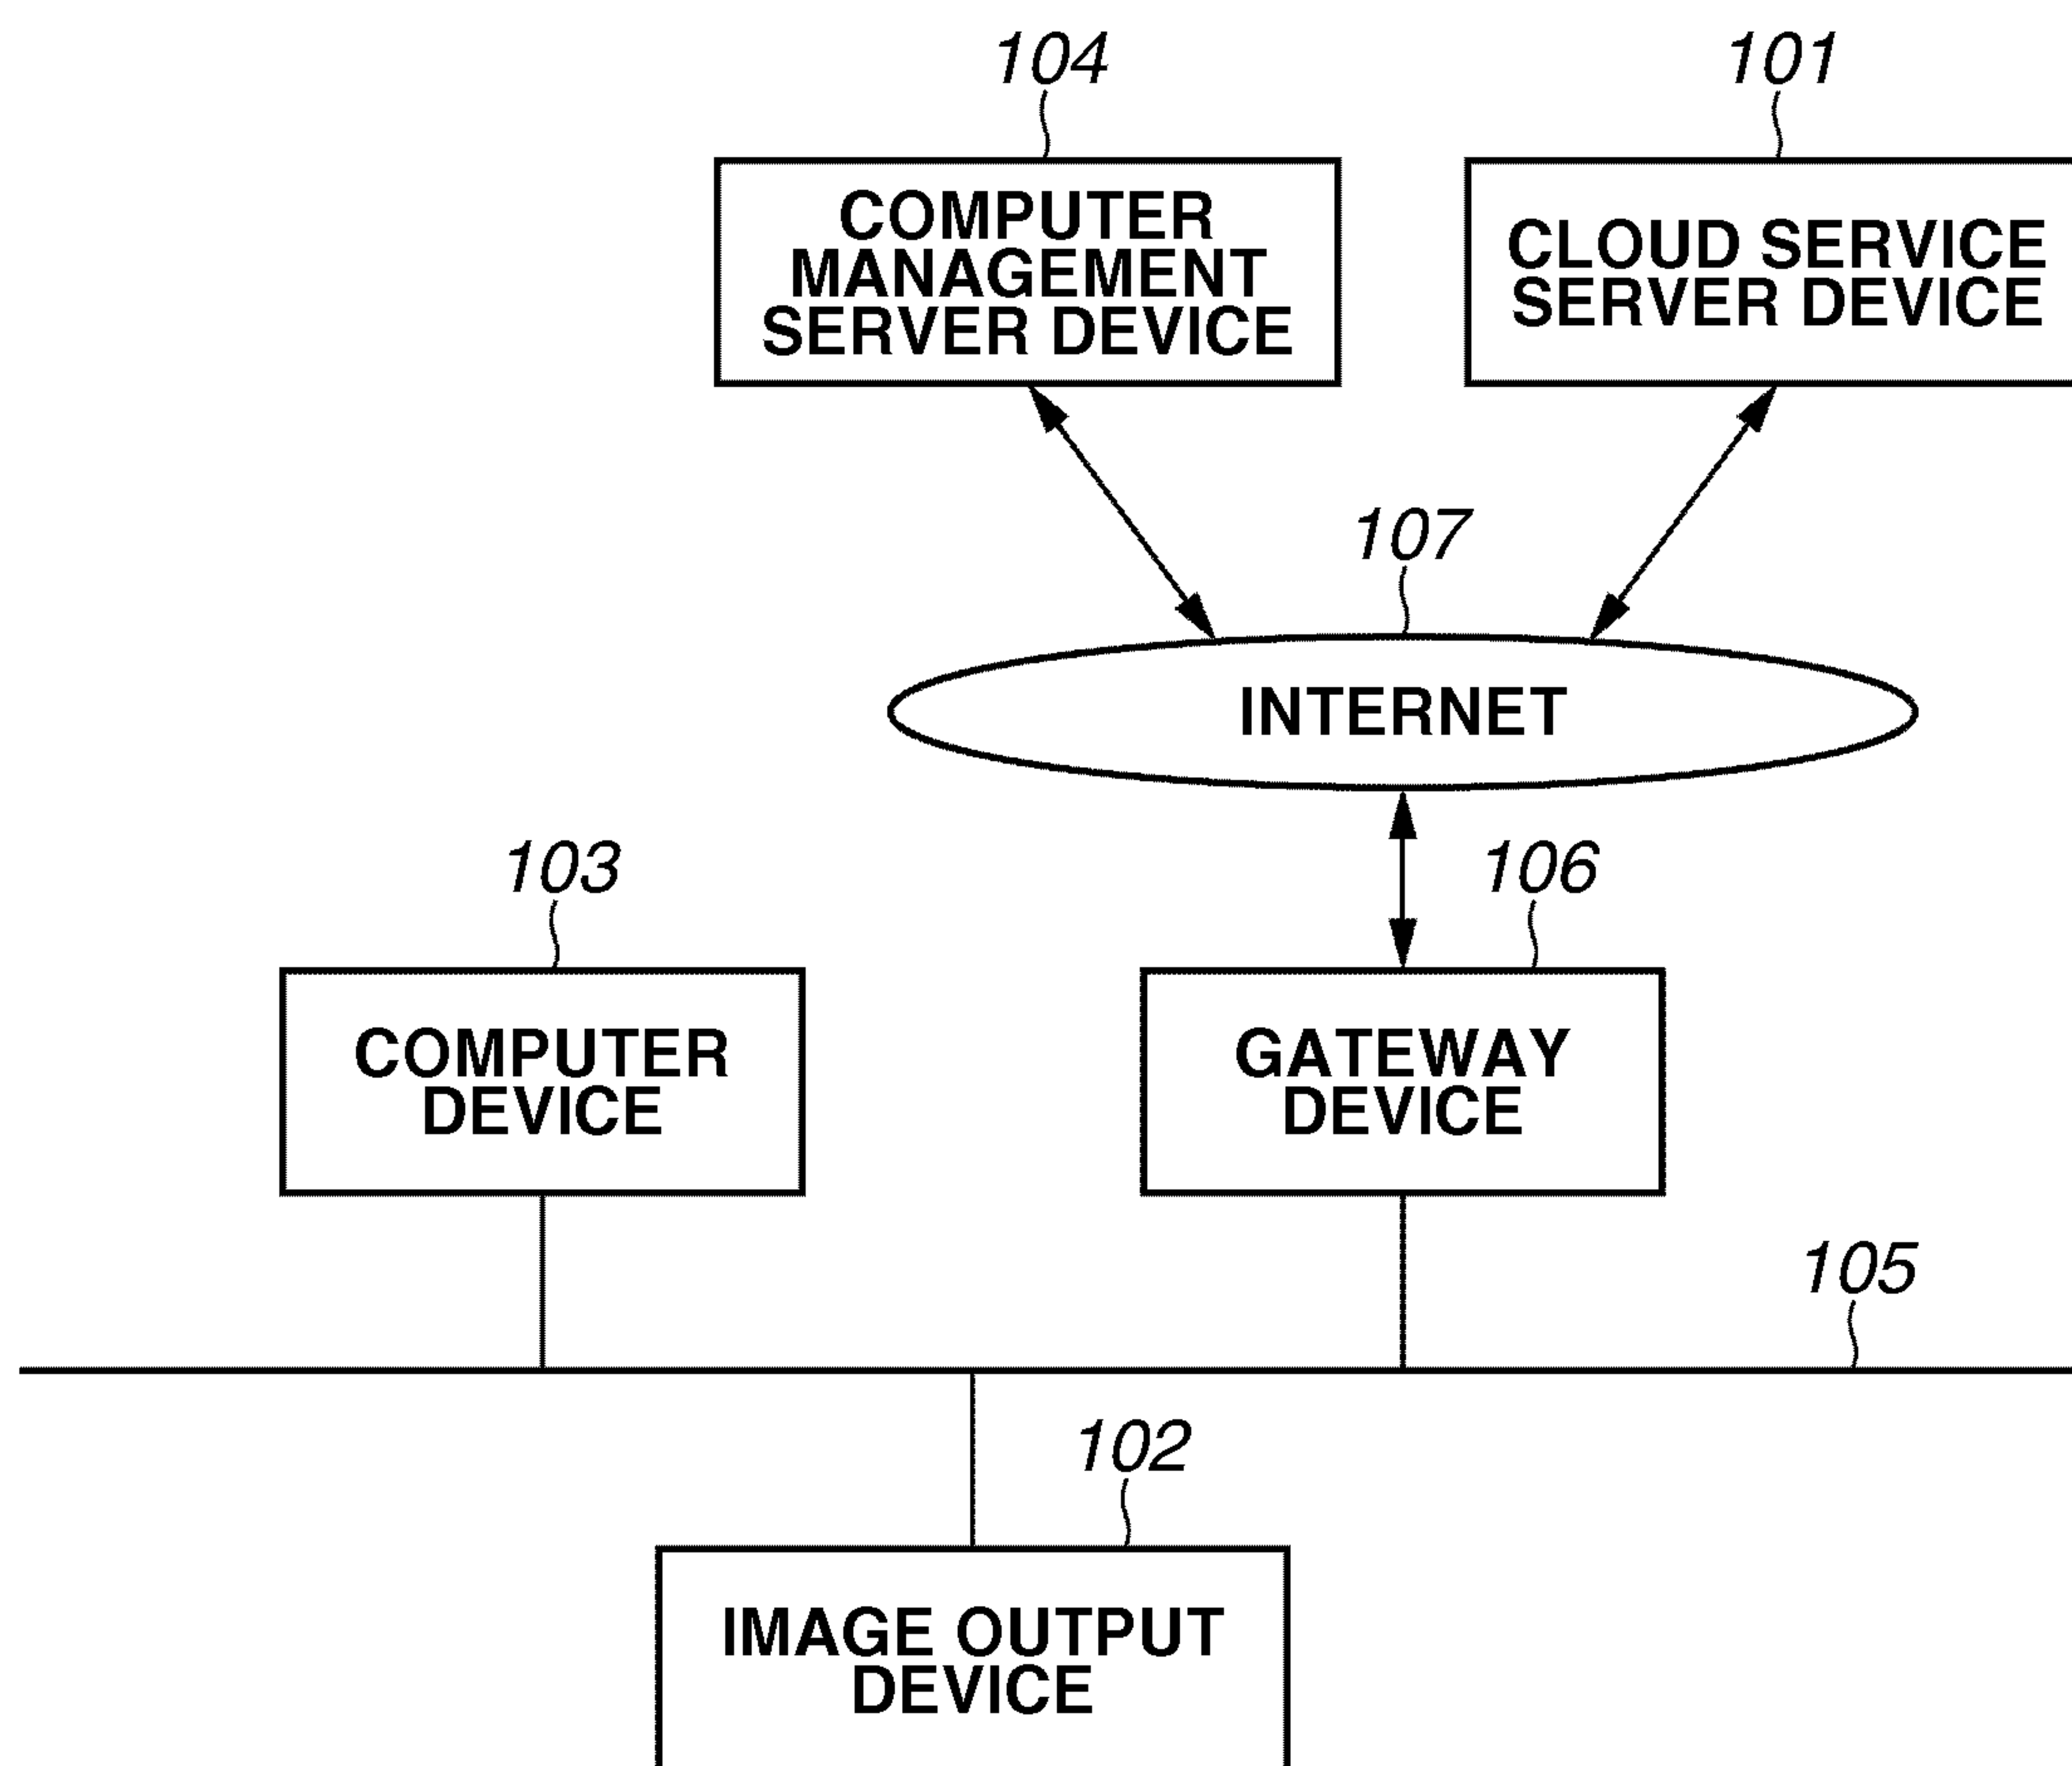 104
101
COMPUTER
MANAGEMENT
SERVER DEVICE
CLOUD SERVICE
SERVER DEVICE
107
INTERNET
103
106
COMPUTER
DEVICE
GATEWAY
DEVICE
105
102
IMAGE OUTPUT
DEVICE